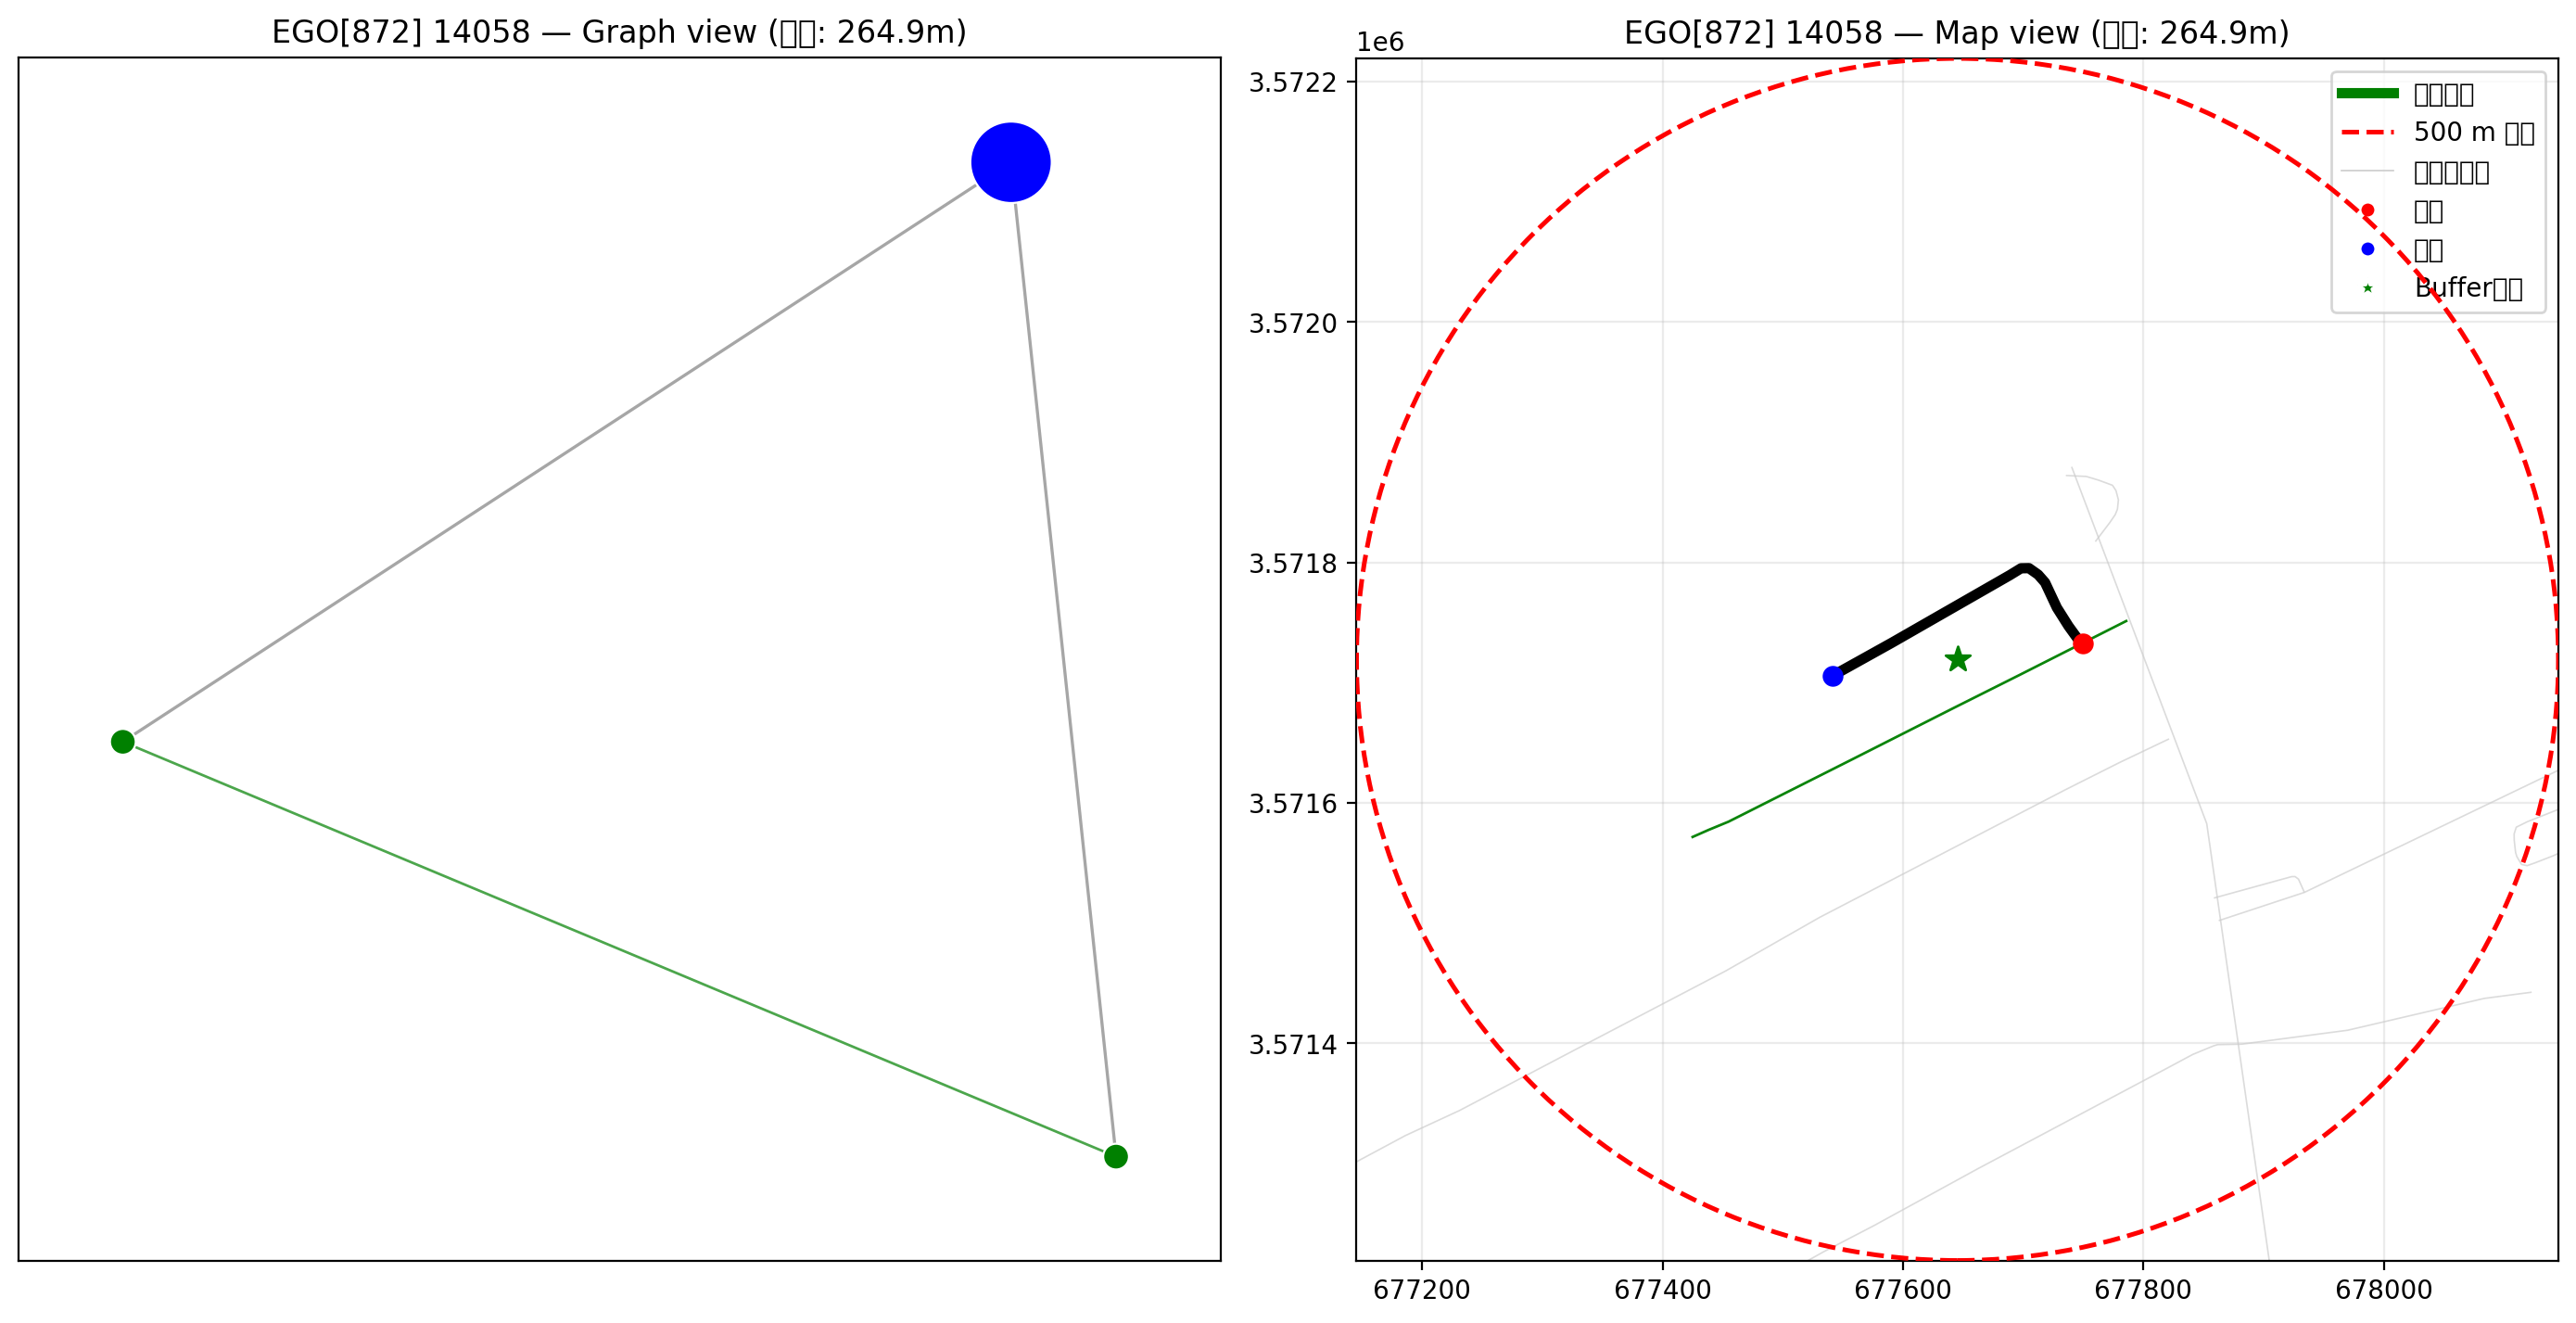 EGO[872] 14058 — Graph view (: 264.9m)
EGO[872] 14058 — Map view (: 264.9m)
1e6
3.5722
3.5720
3.5718
3.5716
3.5714
677200
677400
677600
677800
678000
500 m
Buffer